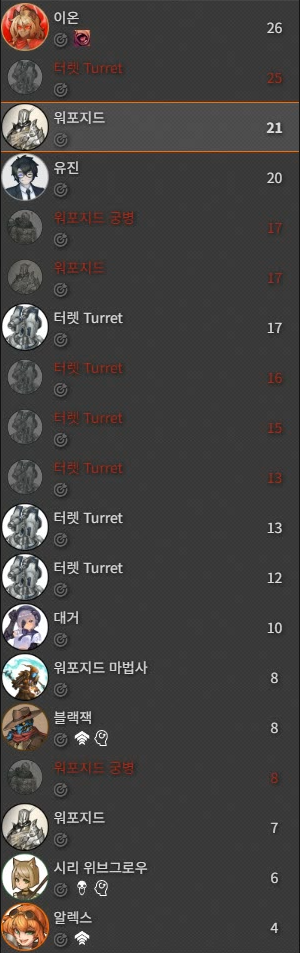 이온 26
터렛 Turret 25
워포지드 21
유진 20
워포지드 궁병 17
워포지드 17
터렛 Turret 17
터렛 Turret 16
터렛 Turret 15
터렛 Turret 13
터렛 Turret 13
터렛 Turret 12
대거 10
워포지드 마법사 8
블랙잭 8
워포지드 궁병 8
워포지드 7
시리 위브그로우 6
알렉스 4